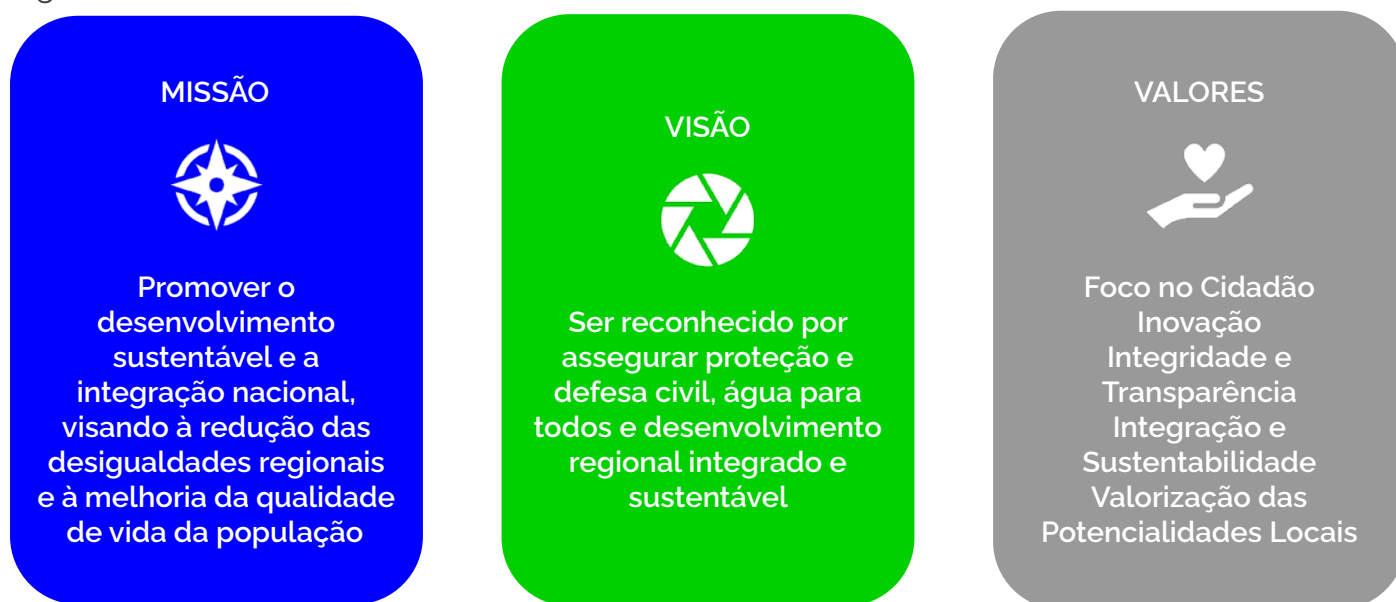 MISSÃO
Promover o
desenvolvimento
sustentável e a
integração nacional,
visando à redução das
desigualdades regionais
e à melhoria da qualidade
de vida da população
VISÃO
Ser reconhecido por
assegurar proteção e
defesa civil, água para
todos e desenvolvimento
regional integrado e
sustentável
VALORES
Foco no Cidadão
Inovação
Integridade e
Transparência
Integração e
Sustentabilidade
Valorização das
Potencialidades Locais